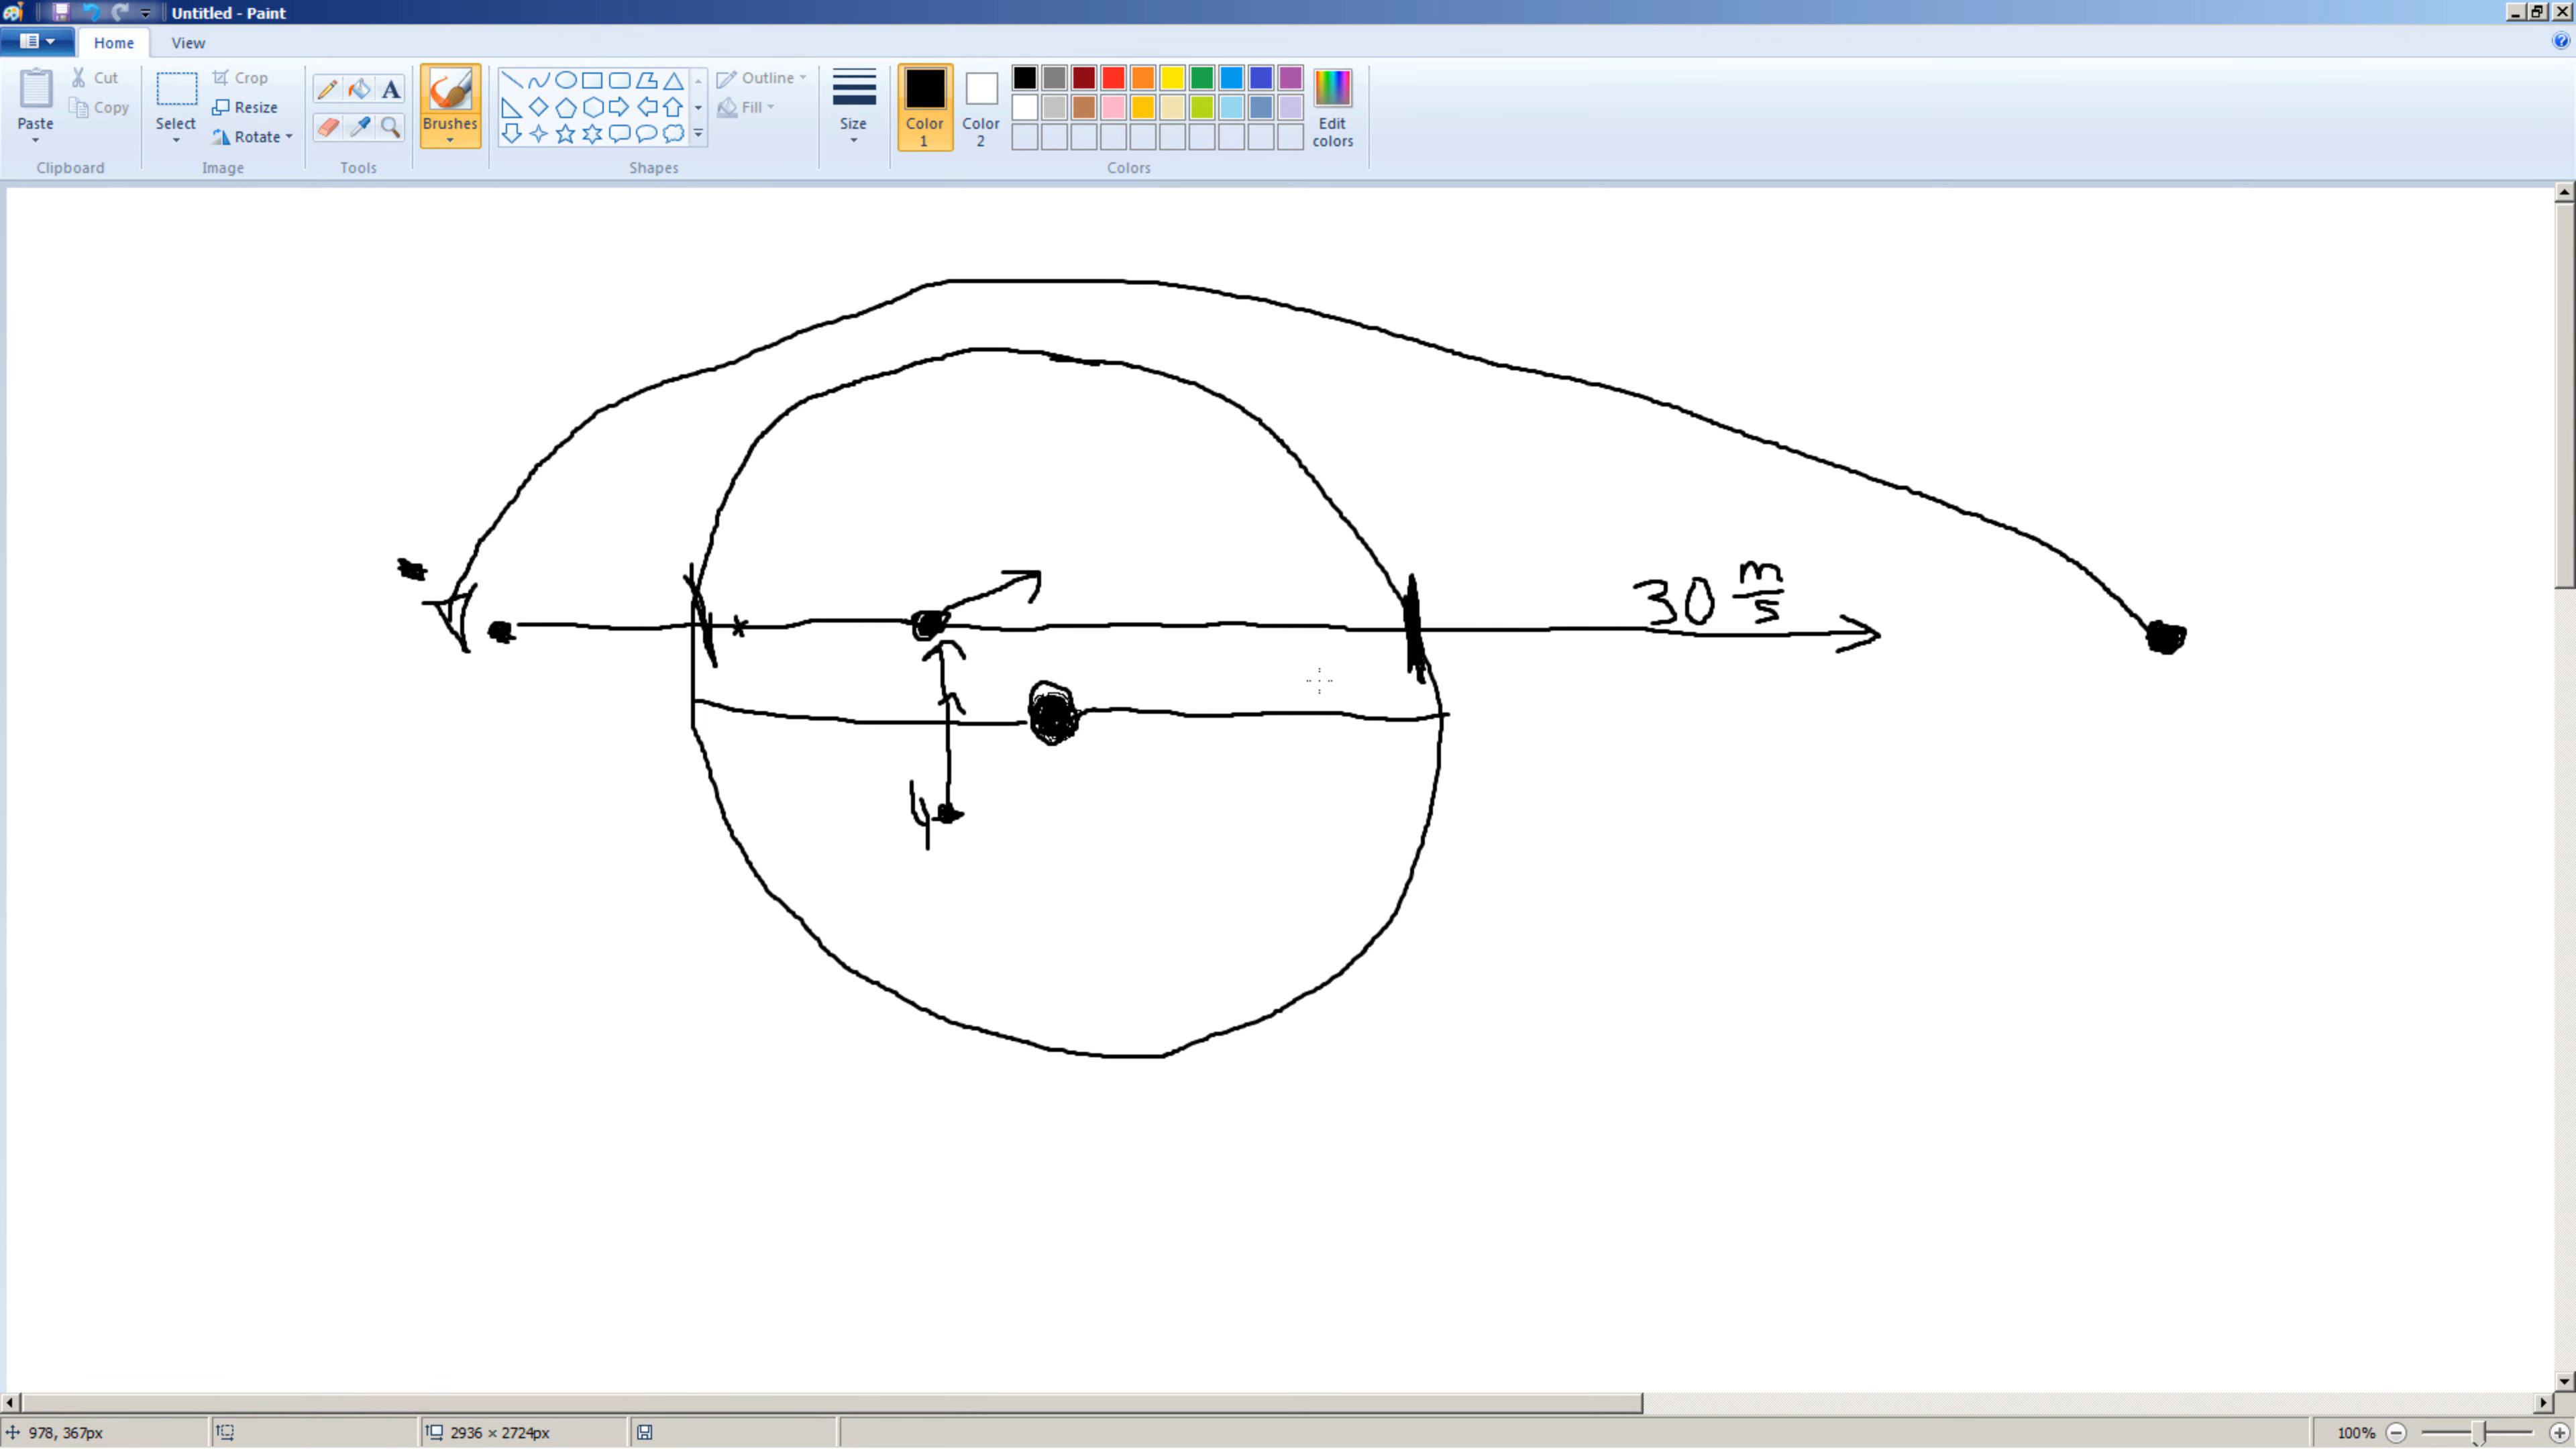 Untitled - Paint
Home View
Paste
Cut
Copy
Clipboard
Select
Crop
Resize
Rotate
Image
A
Tools
Brushes
Outline
Fill
Shapes
Size
Color 1
Color 2
Edit colors
Colors
30 m/s
4
978, 367px
2936 × 2724px
100%